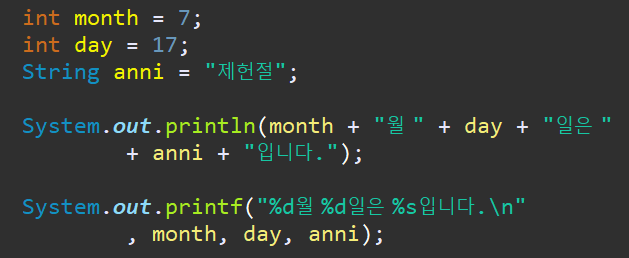 int month = 7;
int day = 17;
String anni = "제헌절";
System.out.println(month + "월 " + day + "일은 "
+ anni + "입니다.");
System.out.printf("%d월 %d일은 %s입니다.\n"
, month, day, anni);